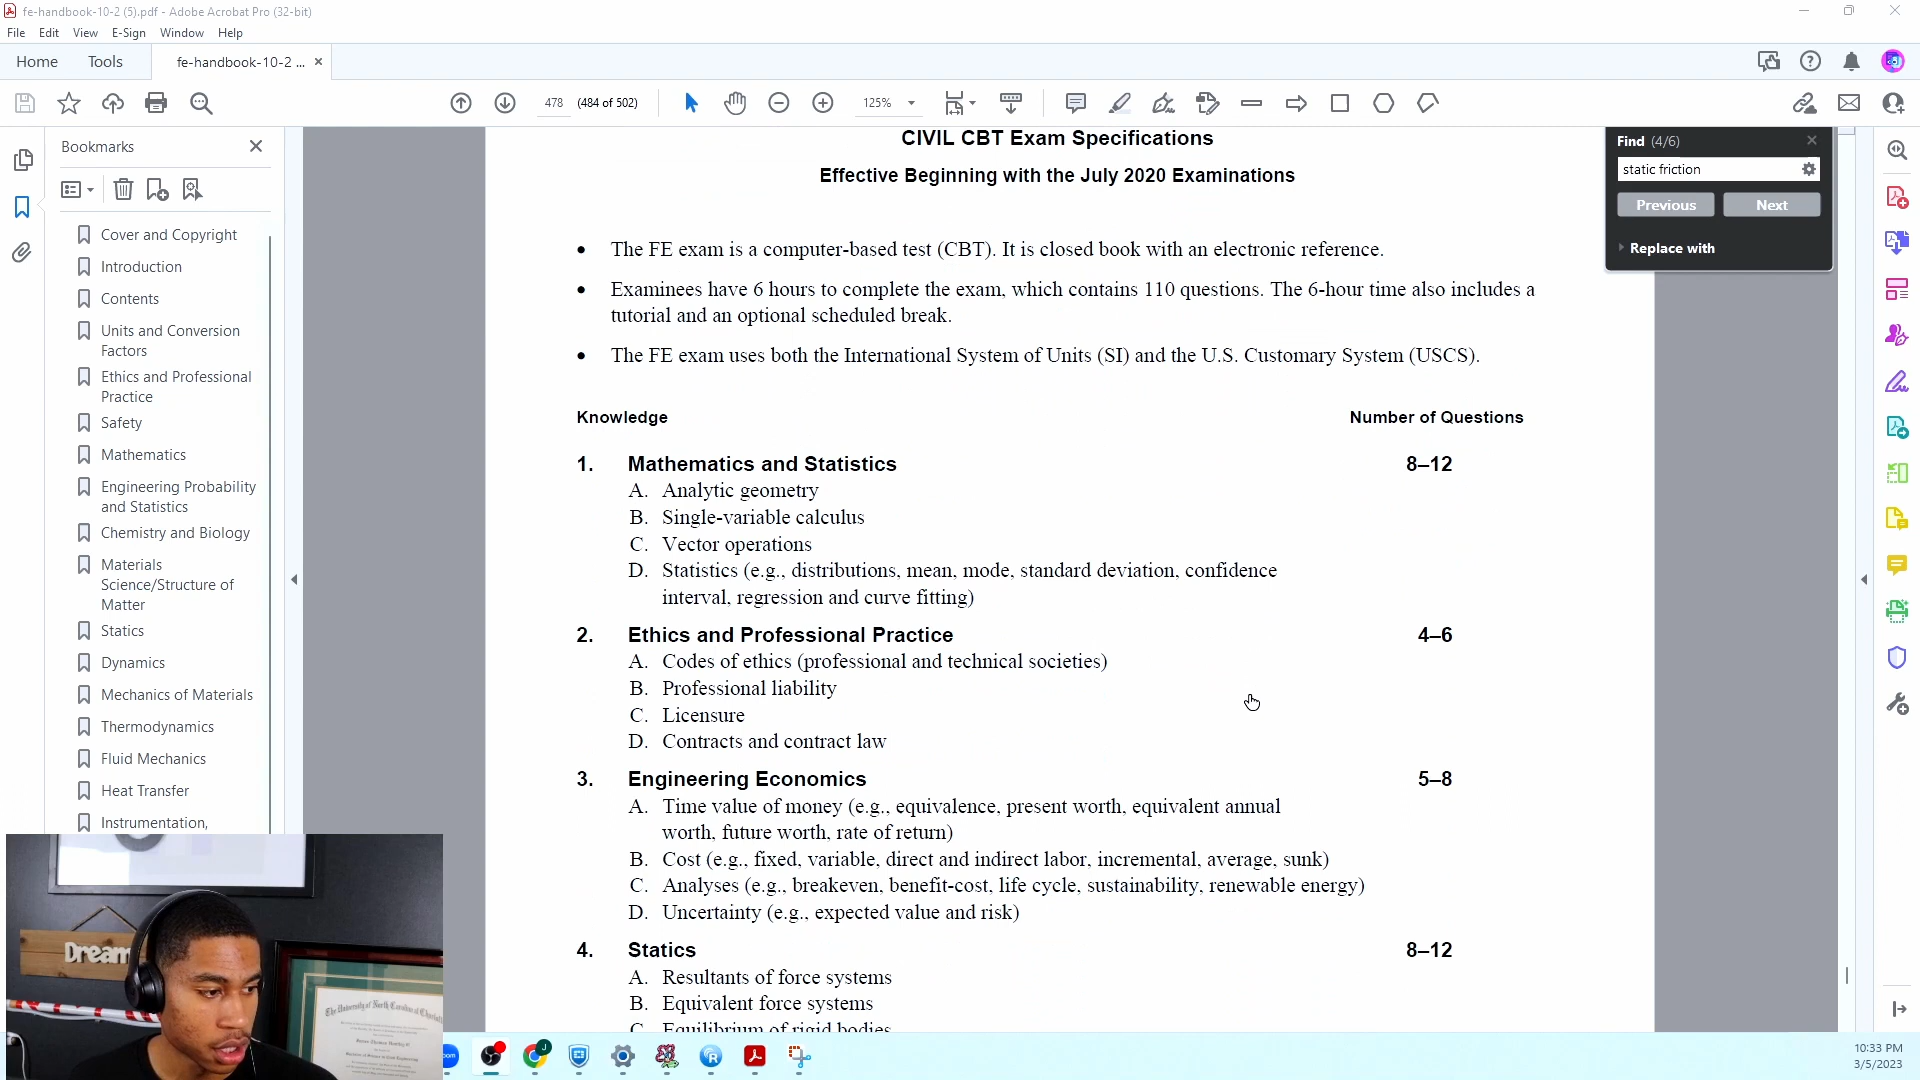 fe-handbook-10-2 (5).pdf - Adobe Acrobat Pro (32-bit)
File Edit View E-Sign Window Help
Home Tools fe-handbook-10-2 ... ×
478 (484 of 502) 125%
Bookmarks
Cover and Copyright
Introduction
Contents
Units and Conversion
Factors
Ethics and Professional
Practice
Safety
Mathematics
Engineering Probability
and Statistics
Chemistry and Biology
Materials
Science/Structure of
Matter
Statics
Dynamics
Mechanics of Materials
Thermodynamics
Fluid Mechanics
Heat Transfer
Instrumentation,
CIVIL CBT Exam Specifications
Effective Beginning with the July 2020 Examinations
• The FE exam is a computer-based test (CBT). It is closed book with an electronic reference.
• Examinees have 6 hours to complete the exam, which contains 110 questions. The 6-hour time also includes a
tutorial and an optional scheduled break.
• The FE exam uses both the International System of Units (SI) and the U.S. Customary System (USCS).
Knowledge Number of Questions
1. Mathematics and Statistics 8–12
A. Analytic geometry
B. Single-variable calculus
C. Vector operations
D. Statistics (e.g., distributions, mean, mode, standard deviation, confidence
interval, regression and curve fitting)
2. Ethics and Professional Practice 4–6
A. Codes of ethics (professional and technical societies)
B. Professional liability
C. Licensure
D. Contracts and contract law
3. Engineering Economics 5–8
A. Time value of money (e.g., equivalence, present worth, equivalent annual
worth, future worth, rate of return)
B. Cost (e.g., fixed, variable, direct and indirect labor, incremental, average, sunk)
C. Analyses (e.g., breakeven, benefit-cost, life cycle, sustainability, renewable energy)
D. Uncertainty (e.g., expected value and risk)
4. Statics 8–12
A. Resultants of force systems
B. Equivalent force systems
C. Equilibrium of rigid bodies
Find (4/6)
static friction
Previous Next
Replace with
Dream
The University of North Carolina at Charlotte
zoom
10:33 PM
3/5/2023